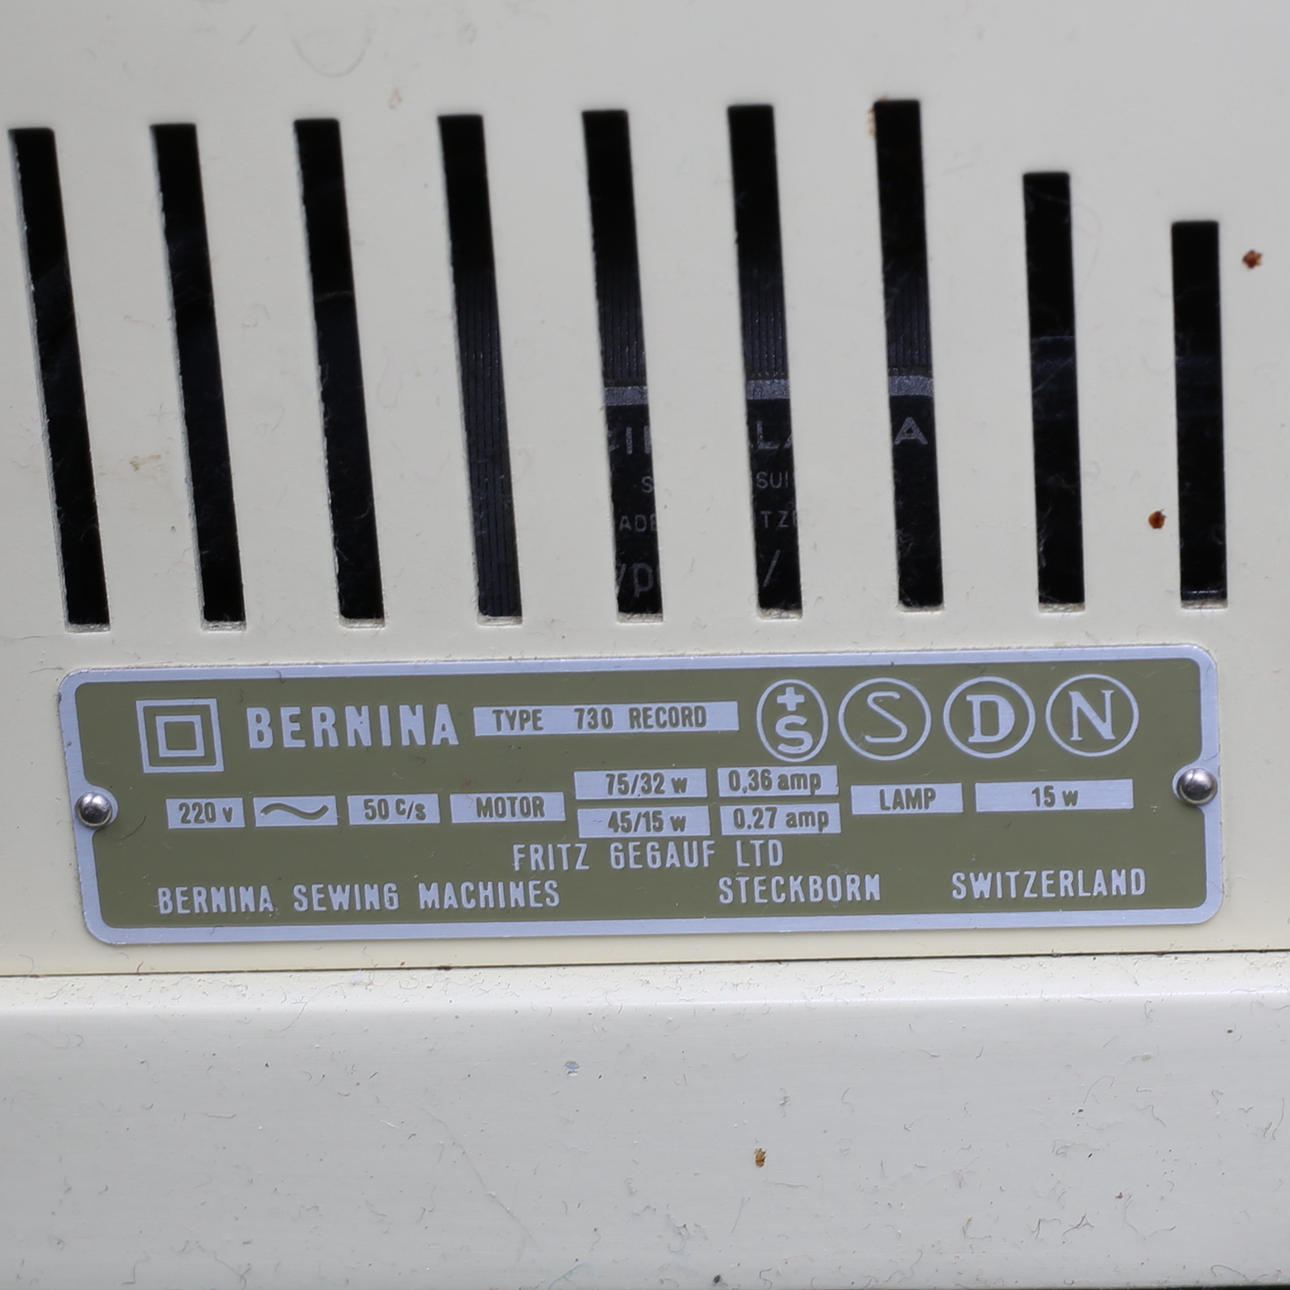 A
BERNINA TYPE 730 RECORD +S S D N
220 v 50 c/s MOTOR 75/32 w 0,36 amp LAMP 15 w
45/15 w 0.27 amp
FRITZ GEGAUF LTD
BERNINA SEWING MACHINES STECKBORN SWITZERLAND